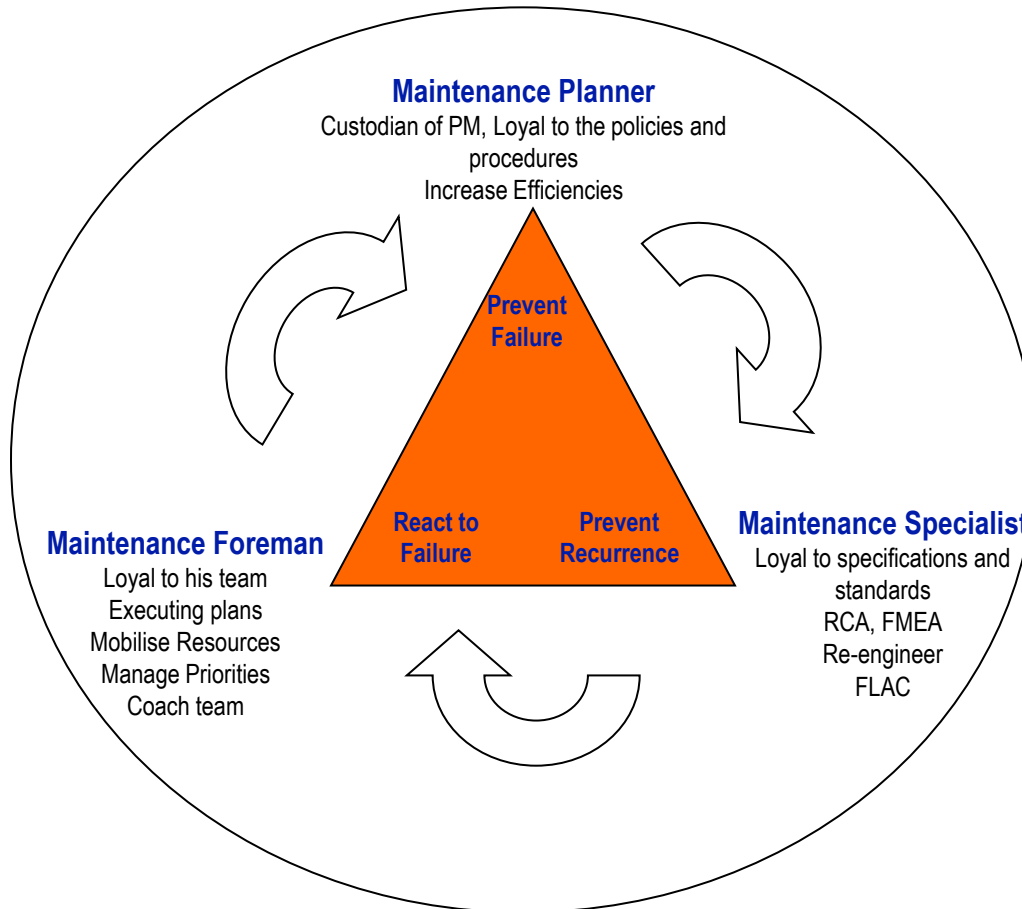 Maintenance Planner
Custodian of PM, Loyal to the policies and
procedures
Increase Efficiencies
Prevent
Failure
React to
Failure
Prevent
Recurrence
Maintenance Foreman
Loyal to his team
Executing plans
Mobilise Resources
Manage Priorities
Coach team
Maintenance Specialist
Loyal to specifications and
standards
RCA, FMEA
Re-engineer
FLAC